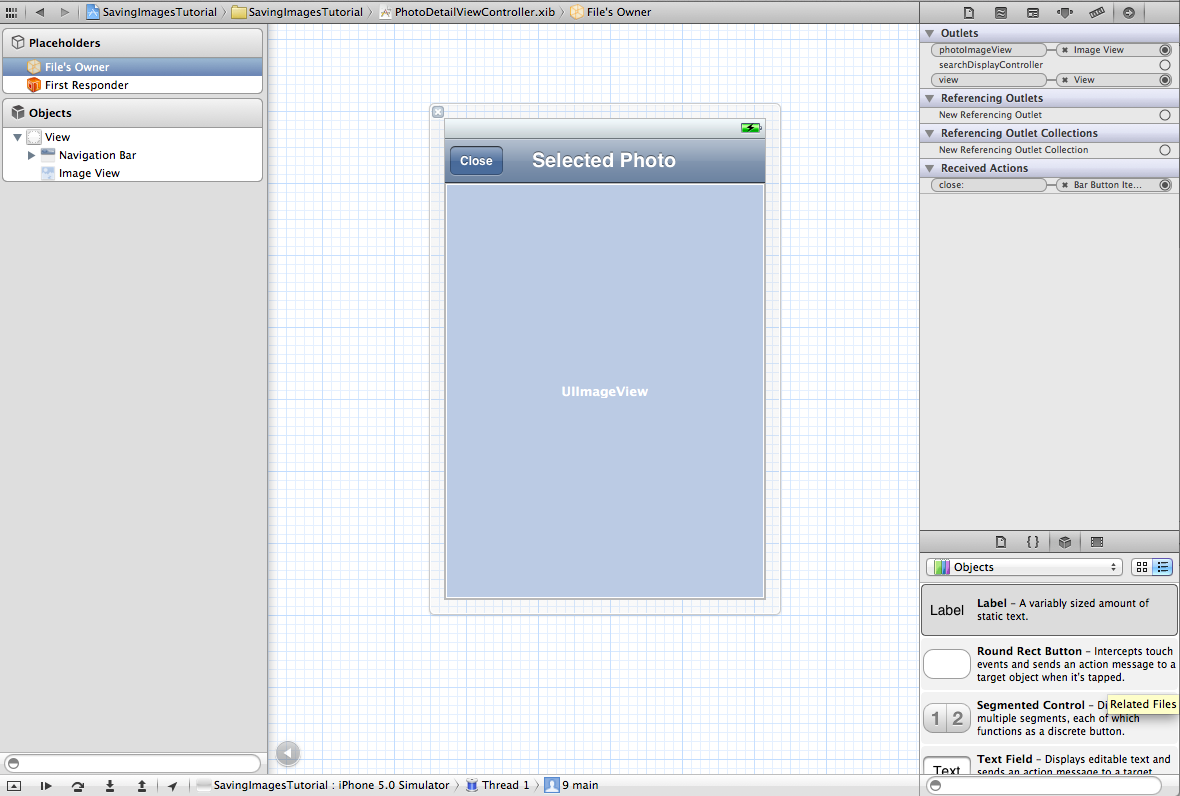 SavingImagesTutorial
SavingImagesTutorial
PhotoDetailViewController.xib
File's Owner
Placeholders
File's Owner
First Responder
Objects
View
Navigation Bar
Image View
Close
Selected Photo
UIImageView
Outlets
photoImageView
Image View
searchDisplayController
view
View
Referencing Outlets
New Referencing Outlet
Referencing Outlet Collections
New Referencing Outlet Collection
Received Actions
close:
Bar Button Ite...
{ }
Objects
Label
Label – A variably sized amount of
static text.
Round Rect Button – Intercepts touch
events and sends an action message to a
target object when it's tapped.
1 2
Segmented Control – Di
Related Files
multiple segments, each of which
functions as a discrete button.
Text
Text Field – Displays editable text and
sends an action message to a target
SavingImagesTutorial : iPhone 5.0 Simulator
Thread 1
9 main